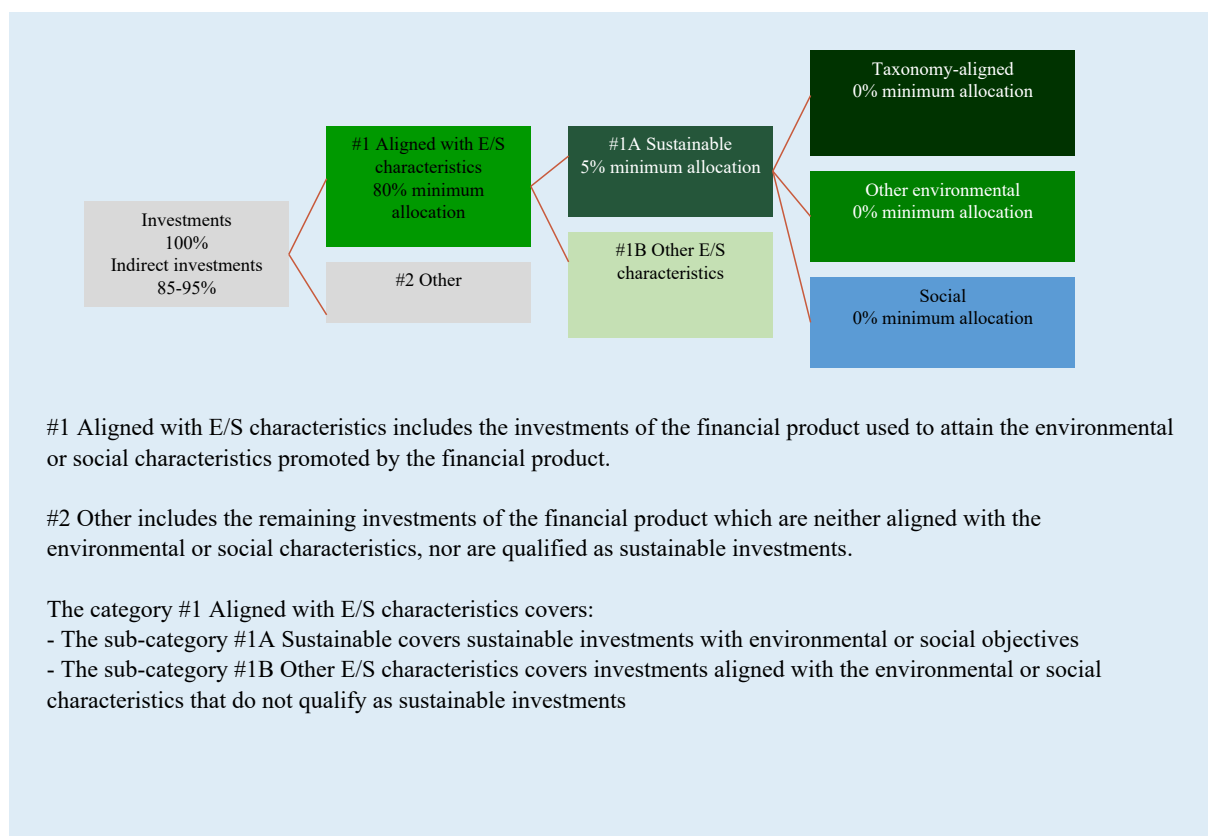 Investments
100%
Indirect investments
85-95%
#1 Aligned with E/S
characteristics
80% minimum
allocation
#2 Other
#1A Sustainable
5% minimum allocation
#1B Other E/S
characteristics
Taxonomy-aligned
0% minimum allocation
Other environmental
0% minimum allocation
Social
0% minimum allocation
#1 Aligned with E/S characteristics includes the investments of the financial product used to attain the environmental
or social characteristics promoted by the financial product.
#2 Other includes the remaining investments of the financial product which are neither aligned with the
environmental or social characteristics, nor are qualified as sustainable investments.
The category #1 Aligned with E/S characteristics covers:
- The sub-category #1A Sustainable covers sustainable investments with environmental or social objectives
- The sub-category #1B Other E/S characteristics covers investments aligned with the environmental or social
characteristics that do not qualify as sustainable investments